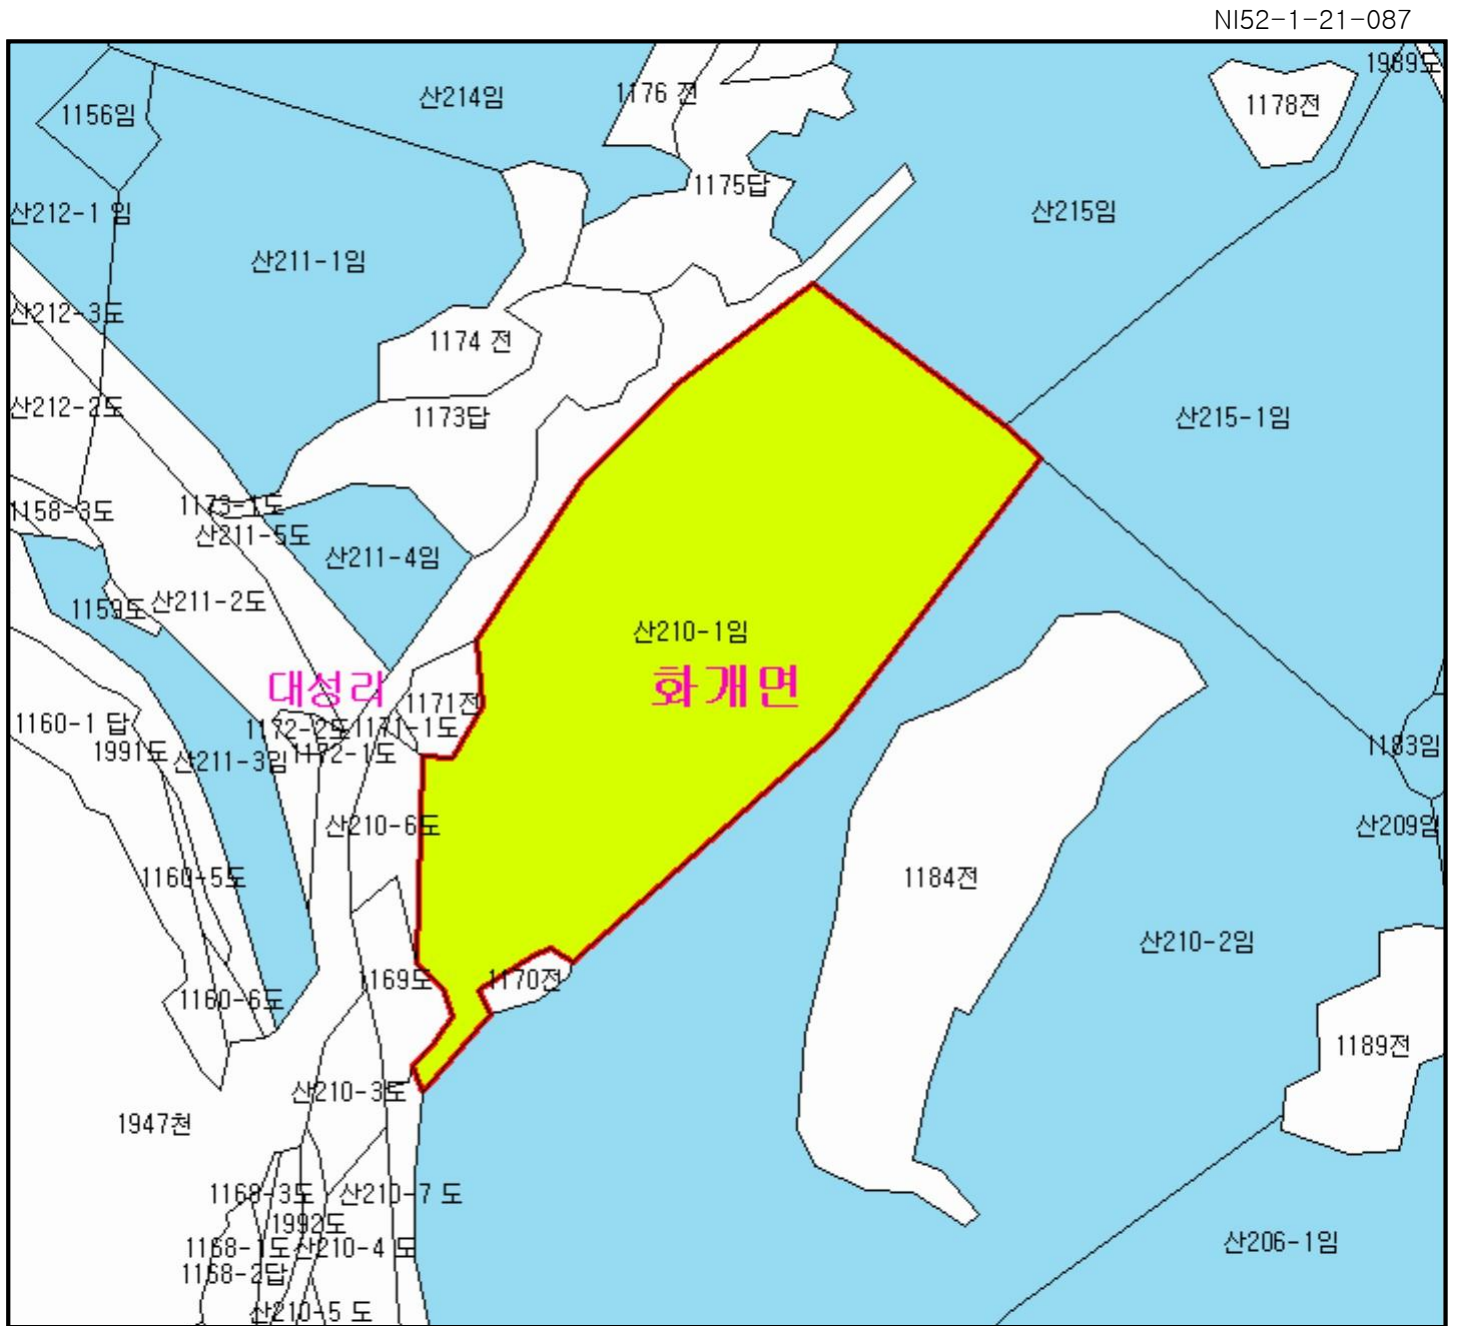 NI52-1-21-087
1989도
산214임
1176 전
1178전
1156임
1175답
산212-1 임
산215임
산211-1임
산212-3도
1174 전
산212-2도
1173답
산215-1임
1173-1도
1158-3도
산211-5도
산211-4임
1159도
산211-2도
산210-1임
대성리
화개면
1171전
1160-1 답
1172-2도
1171-1도
1991도
산211-3임
1172-1도
1183임
산210-6도
산209임
1160-5도
1184전
산210-2임
1169도
1170전
1160-6도
1189전
산210-3도
1947천
1168-3도
산210-7 도
1992도
1168-1도
산210-4 도
산206-1임
1168-2답
산210-5 도